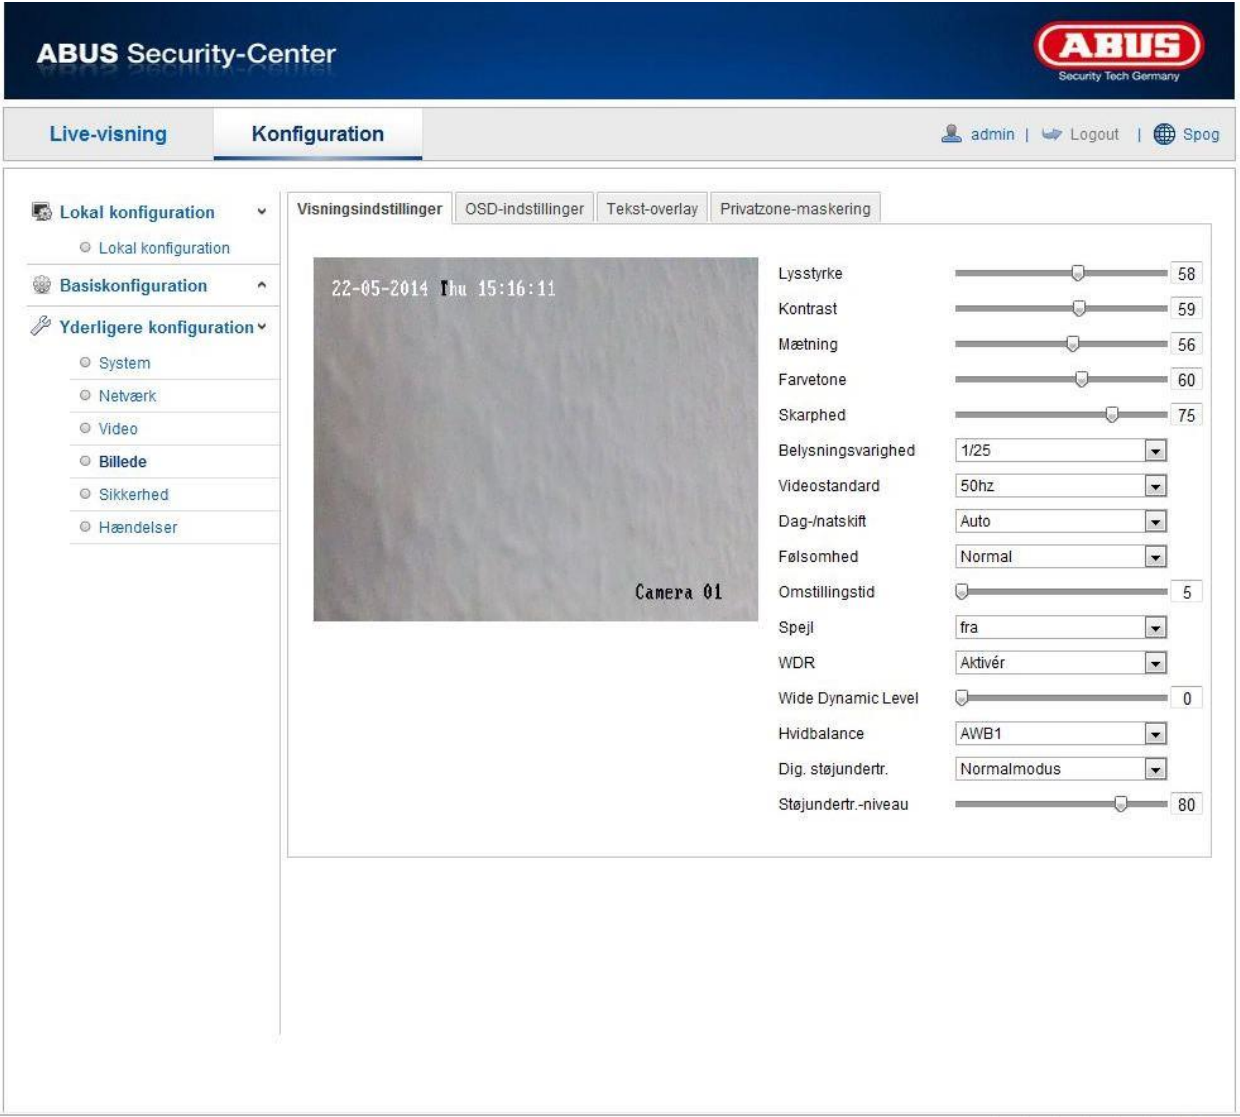 ABUS Security-Center
ABUS
Security Tech Germany
Live-visning
Konfiguration
admin | Logout | Spog
Lokal konfiguration
Lokal konfiguration
Basiskonfiguration
Yderligere konfiguration
System
Netværk
Video
Billede
Sikkerhed
Hændelser
Visningsindstillinger OSD-indstillinger Tekst-overlay Privatzone-maskering
22-05-2014 Thu 15:16:11
Camera 01
Lysstyrke 58
Kontrast 59
Mætning 56
Farvetone 60
Skarphed 75
Belysningsvarighed 1/25
Videostandard 50hz
Dag-/natskift Auto
Følsomhed Normal
Omstillingstid 5
Spejl fra
WDR Aktivér
Wide Dynamic Level 0
Hvidbalance AWB1
Dig. støjundertr. Normalmodus
Støjundertr.-niveau 80